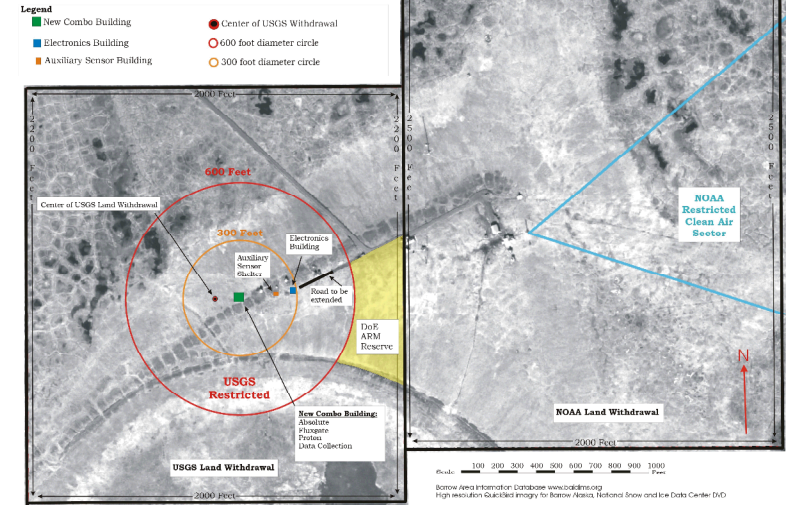 Legend
New Combo Building
Electronics Building
Auxiliary Sensor Building
Center of USGS Withdrawal
600 foot diameter circle
300 foot diameter circle
2000 Feet
2200 Feet
2200 Feet
600 Feet
Center of USGS Land Withdrawal
300 Feet
Electronics
Building
Auxiliary
Sensor
Shelter
Road to be
extended
DoE
ARM
Reserve
USGS
Restricted
New Combo Building:
Absolute
Fluxgate
Proton
Data Collection
USGS Land Withdrawal
2000 Feet
2500 Feet
2500 Feet
NOAA
Restricted
Clean Air
Sector
N
NOAA Land Withdrawal
2000 Feet
Scale
100 200 300 400 500 600 700 800 900 1000
Feet
Barrow Area Information Database www.baidims.org
High resolution QuickBird imagry for Barrow Alaska, National Snow and Ice Data Center DVD